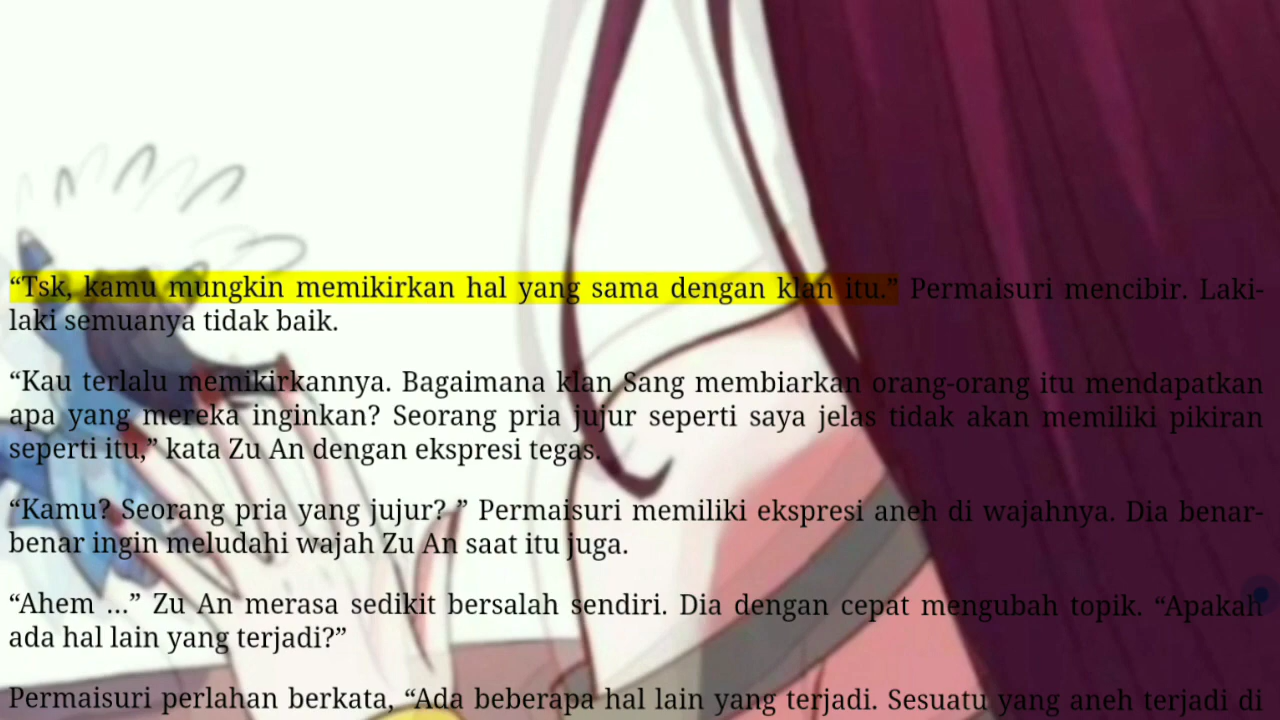 “Tsk, kamu mungkin memikirkan hal yang sama dengan klan itu.” Permaisuri mencibir. Laki-
laki semuanya tidak baik.
“Kau terlalu memikirkannya. Bagaimana klan Sang membiarkan orang-orang itu mendapatkan
apa yang mereka inginkan? Seorang pria jujur seperti saya jelas tidak akan memiliki pikiran
seperti itu,” kata Zu An dengan ekspresi tegas.
“Kamu? Seorang pria yang jujur? ” Permaisuri memiliki ekspresi aneh di wajahnya. Dia benar-
benar ingin meludahi wajah Zu An saat itu juga.
“Ahem ...” Zu An merasa sedikit bersalah sendiri. Dia dengan cepat mengubah topik. “Apakah
ada hal lain yang terjadi?”
Permaisuri perlahan berkata, “Ada beberapa hal lain yang terjadi. Sesuatu yang aneh terjadi di